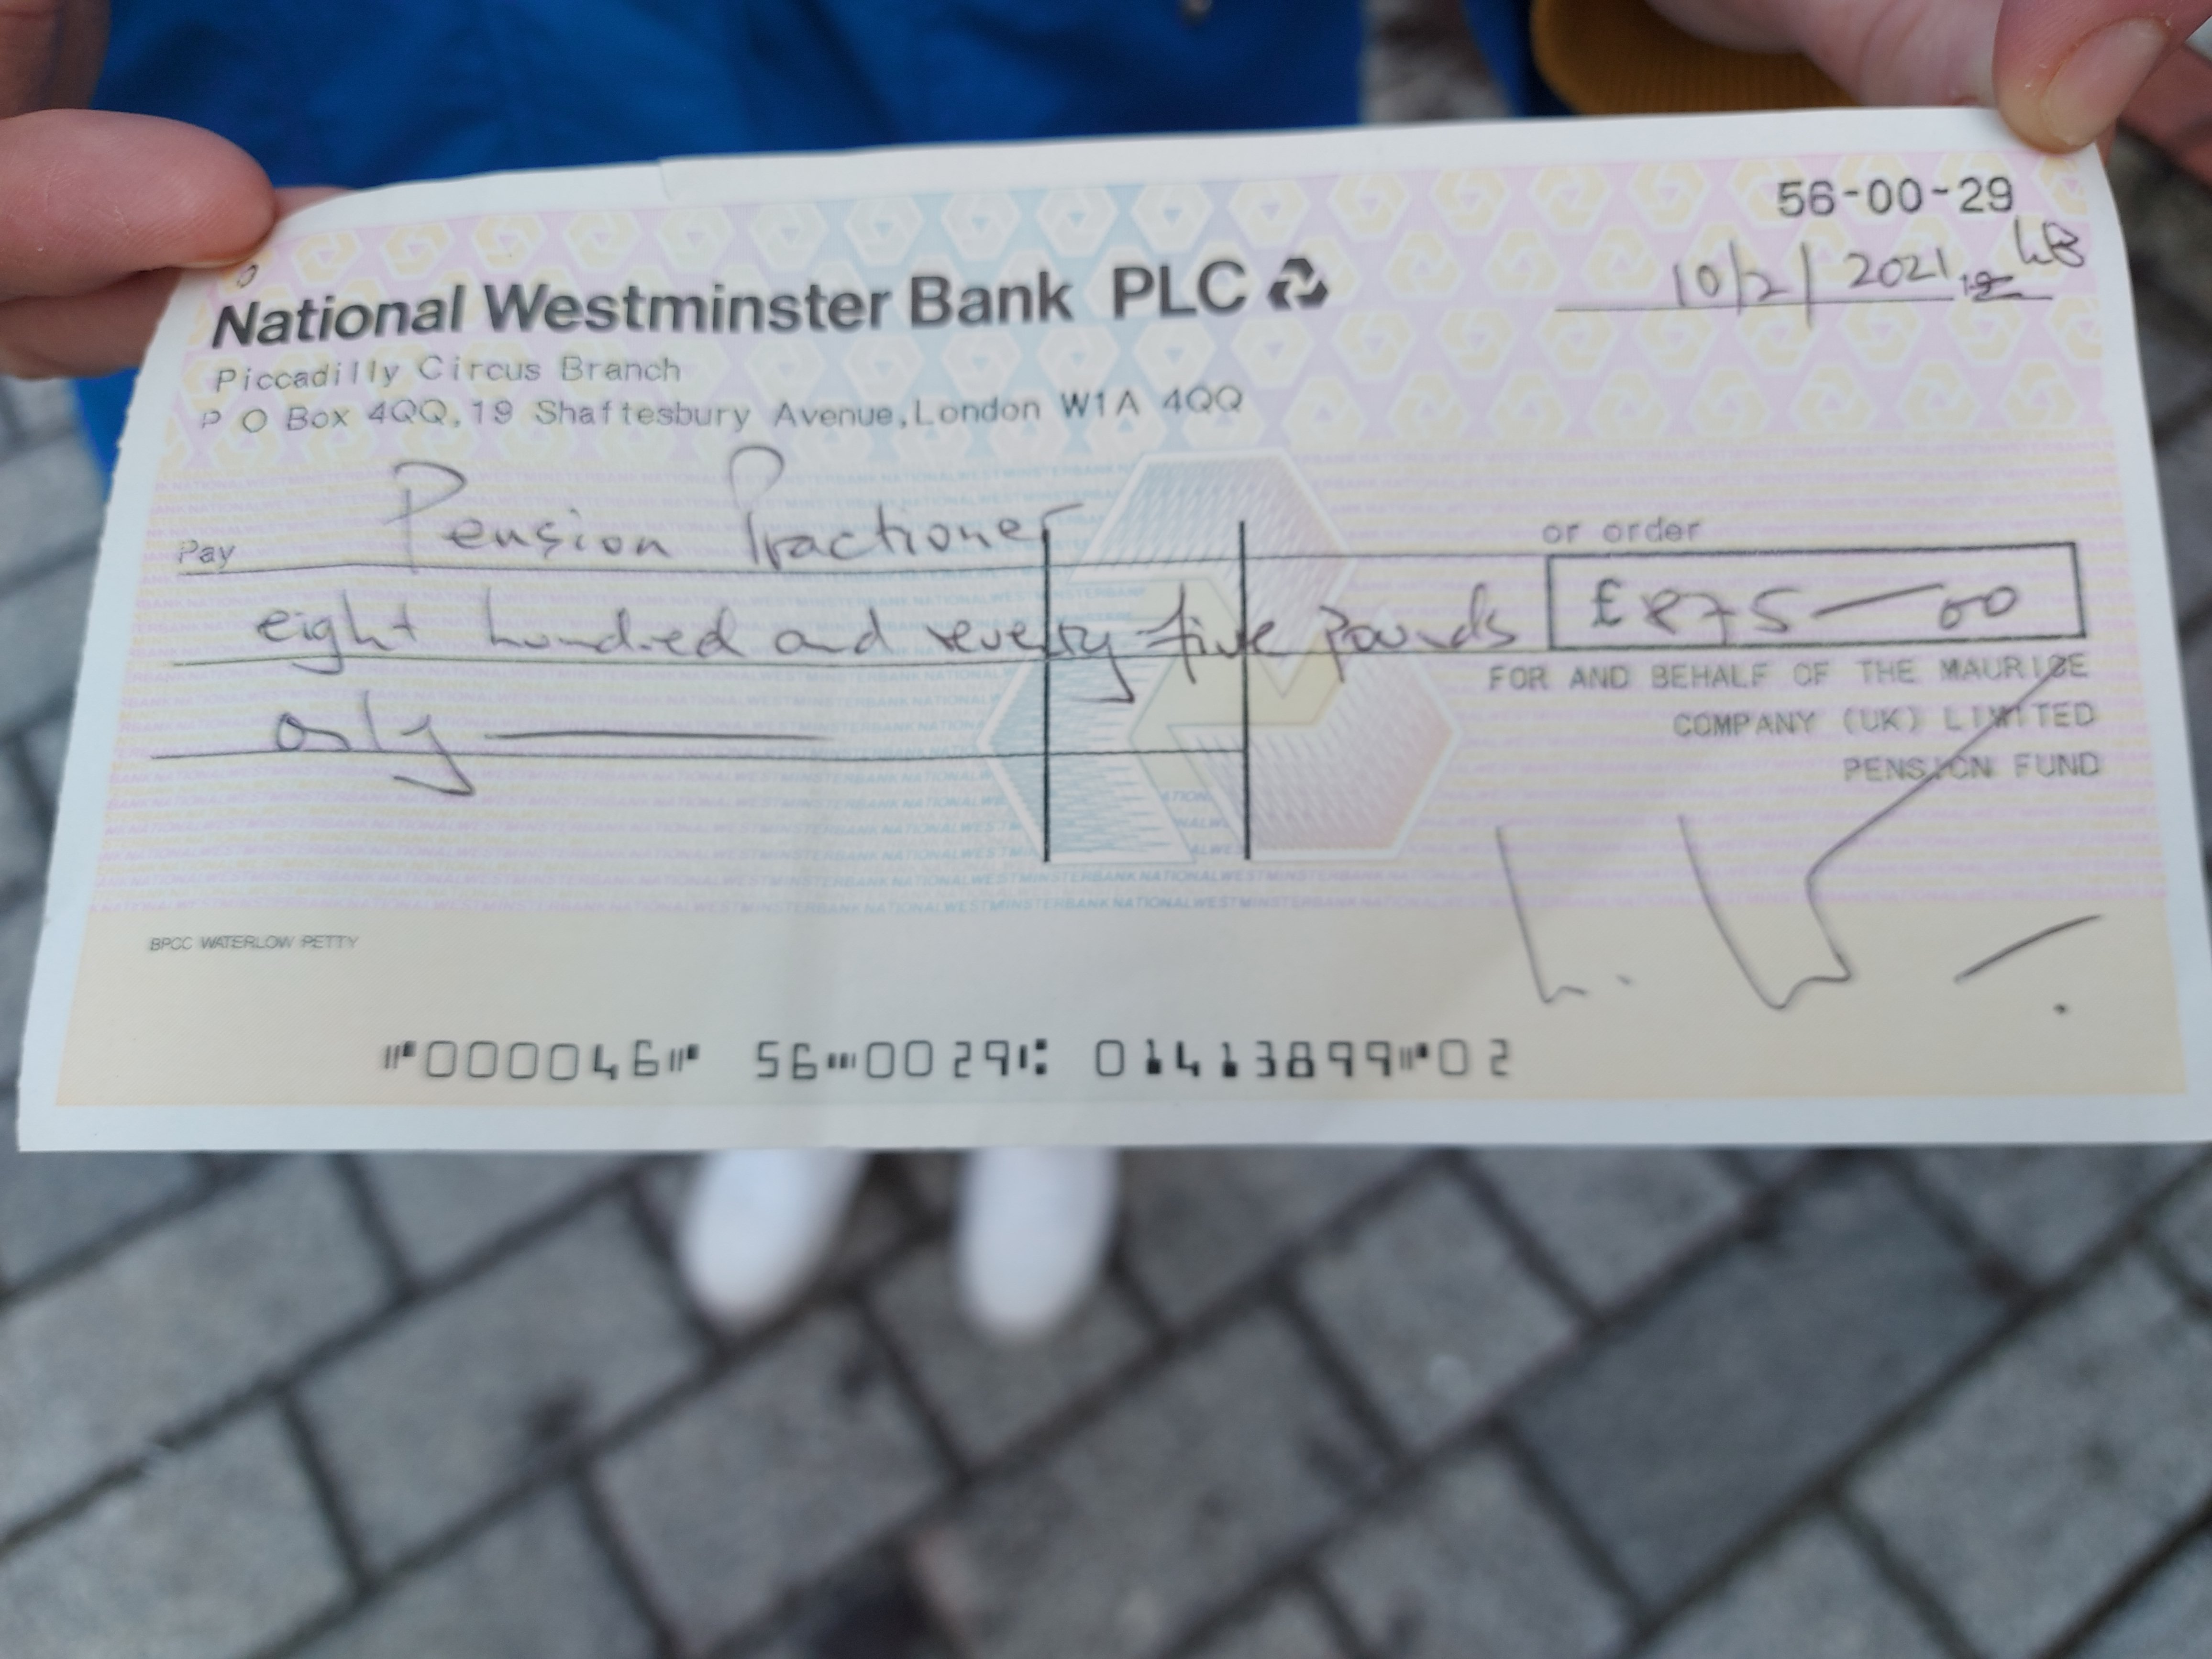 56-00-29
10/2/2021 19 LB
National Westminster Bank PLC
Piccadilly Circus Branch
P O Box 4QQ, 19 Shaftesbury Avenue, London W1A 4QQ
Pay Pension Practioner or order
eight hundred and seventy five pounds £875—00
only
FOR AND BEHALF OF THE MAURICE
COMPANY (UK) LIMITED
PENSION FUND
BPCC WATERLOW PETTY
⑈000046⑈ 56⑉0029⑆ 01413899⑈02